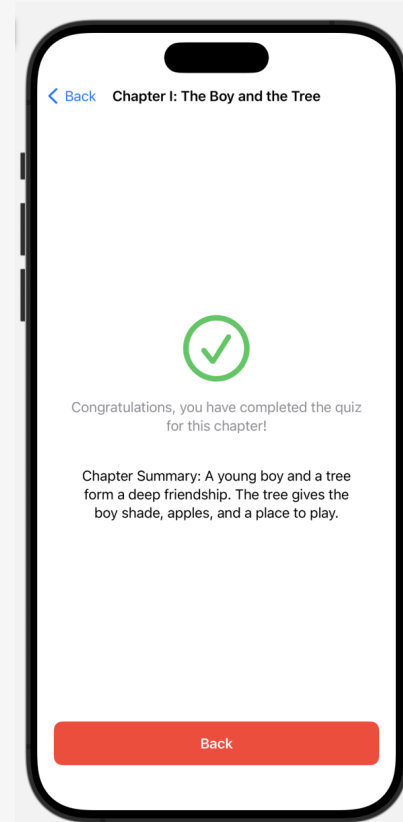 Back Chapter I: The Boy and the Tree
Congratulations, you have completed the quiz
for this chapter!
Chapter Summary: A young boy and a tree
form a deep friendship. The tree gives the
boy shade, apples, and a place to play.
Back